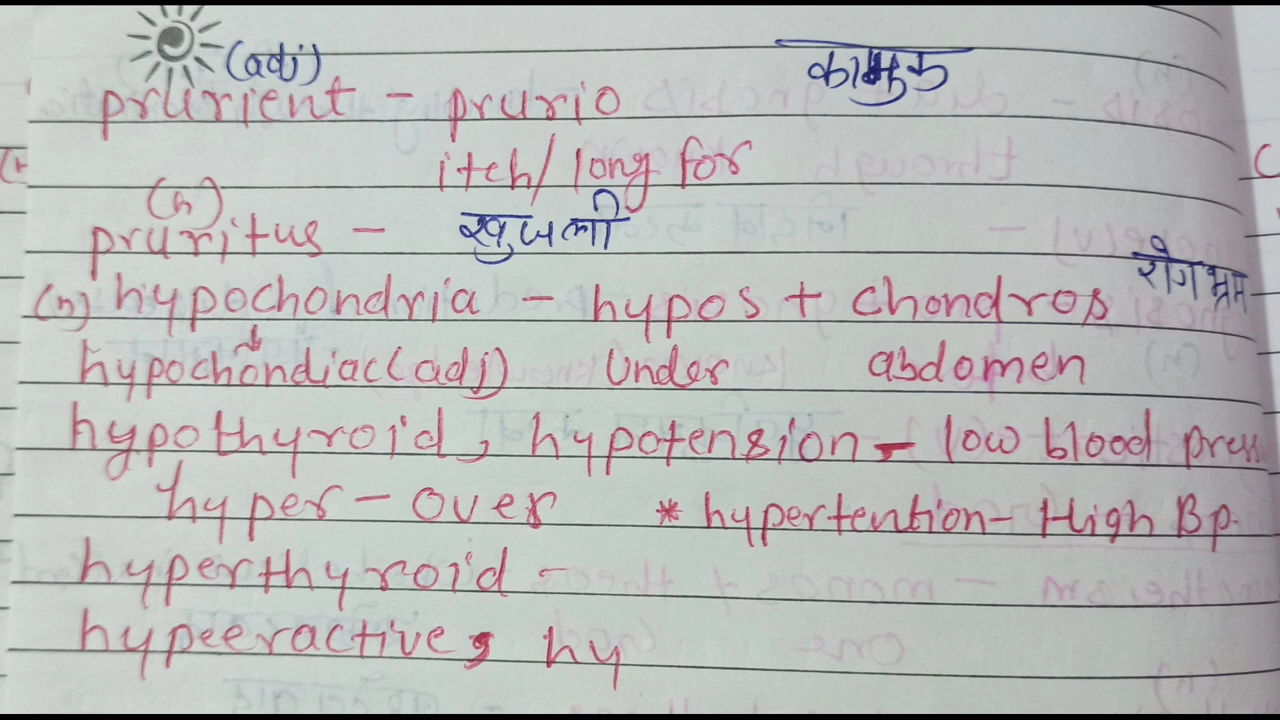 (adj) कामुक
prurient - prurio
itch/ long for
(n)
pruritus - खुजली
रोगभ्रम
(n) hypochondria - hypos + chondros
hypochondiac(adj) Under abdomen
hypothyroid, hypotension - low blood press
hyper - over * hypertention - High Bp.
hyperthyroid -
hypeeractive, hy